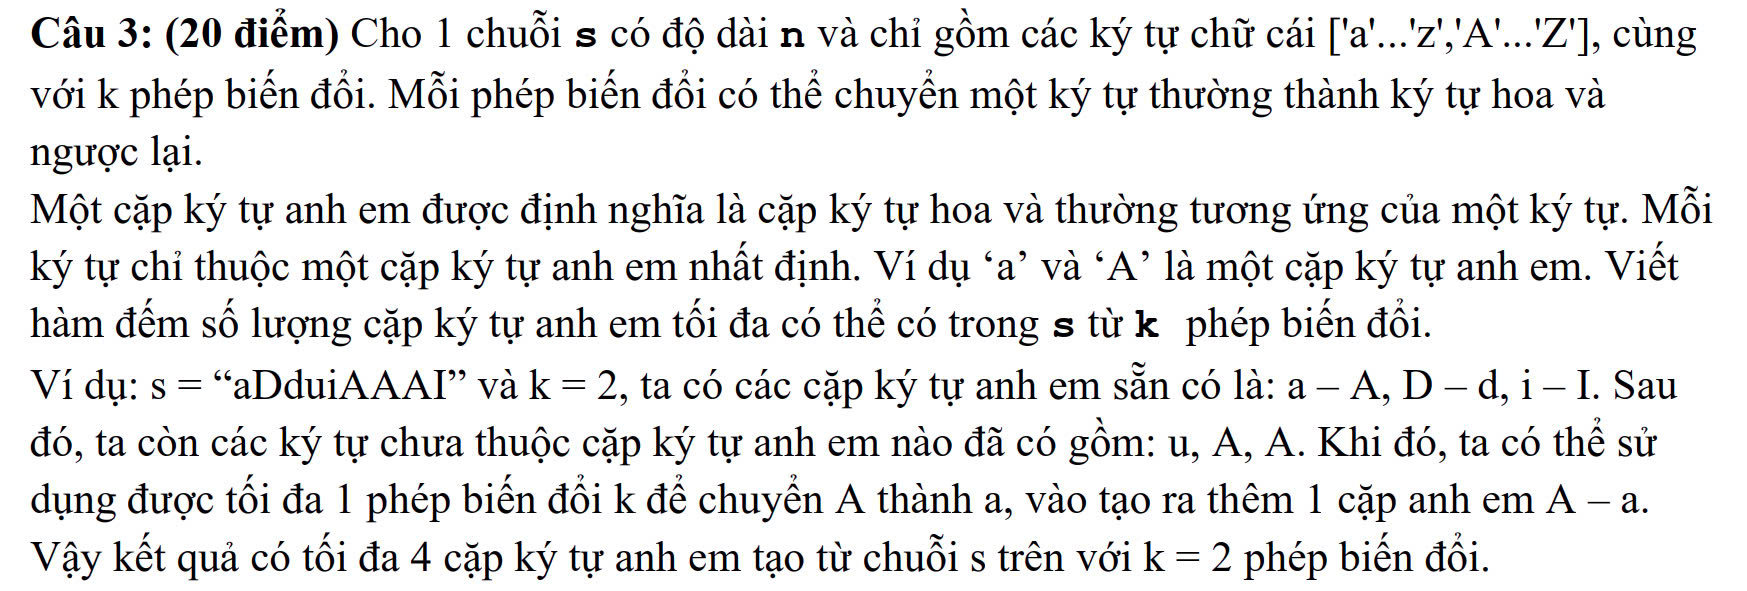 Câu 3: (20 điểm) Cho 1 chuỗi s có độ dài n và chỉ gồm các ký tự chữ cái ['a'...'z','A'...'Z'], cùng
với k phép biến đổi. Mỗi phép biến đổi có thể chuyển một ký tự thường thành ký tự hoa và
ngược lại.
Một cặp ký tự anh em được định nghĩa là cặp ký tự hoa và thường tương ứng của một ký tự. Mỗi
ký tự chỉ thuộc một cặp ký tự anh em nhất định. Ví dụ ‘a’ và ‘A’ là một cặp ký tự anh em. Viết
hàm đếm số lượng cặp ký tự anh em tối đa có thể có trong s từ k phép biến đổi.
Ví dụ: s = “aDduiAAAI” và k = 2, ta có các cặp ký tự anh em sẵn có là: a – A, D – d, i – I. Sau
đó, ta còn các ký tự chưa thuộc cặp ký tự anh em nào đã có gồm: u, A, A. Khi đó, ta có thể sử
dụng được tối đa 1 phép biến đổi k để chuyển A thành a, vào tạo ra thêm 1 cặp anh em A – a.
Vậy kết quả có tối đa 4 cặp ký tự anh em tạo từ chuỗi s trên với k = 2 phép biến đổi.